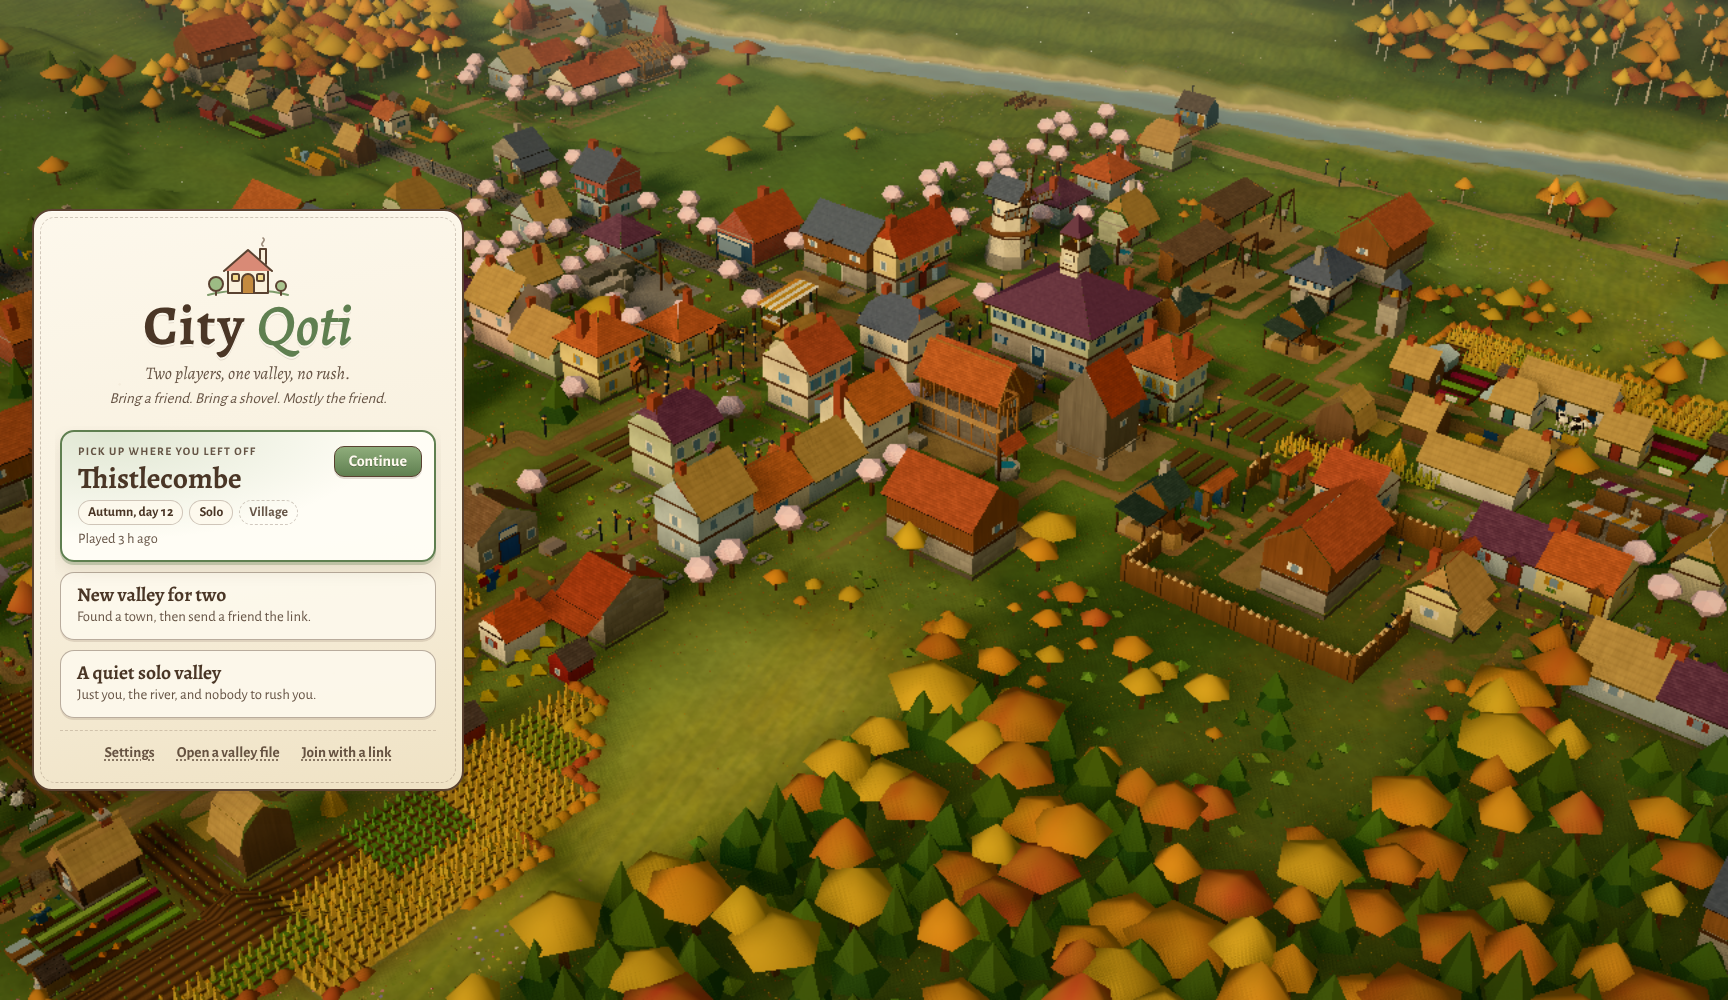 City Qoti
Two players, one valley, no rush.
Bring a friend. Bring a shovel. Mostly the friend.
PICK UP WHERE YOU LEFT OFF
Thistlecombe
Continue
Autumn, day 12
Solo
Village
Played 3 h ago
New valley for two
Found a town, then send a friend the link.
A quiet solo valley
Just you, the river, and nobody to rush you.
Settings
Open a valley file
Join with a link